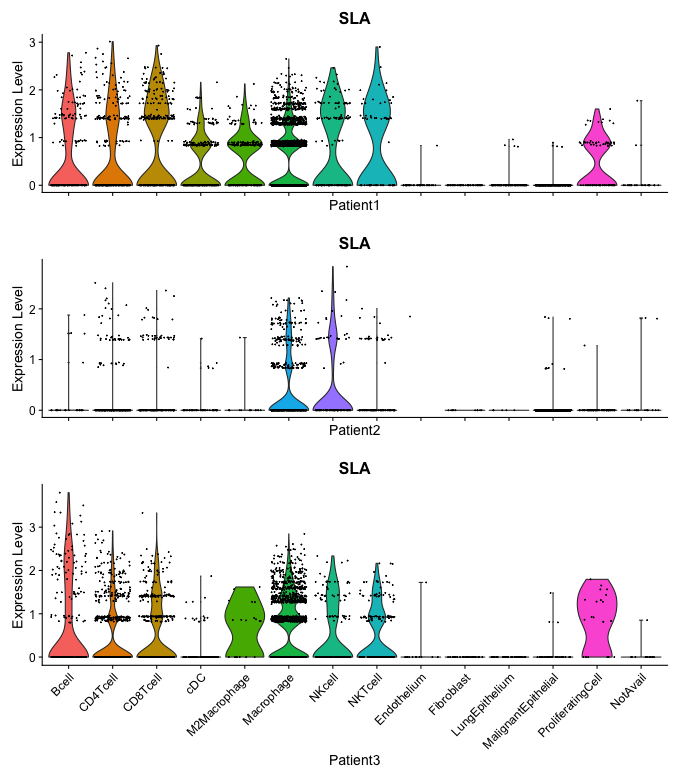 SLA
Expression Level
3
2
1
0
Patient1
SLA
Expression Level
2
1
0
Patient2
SLA
Expression Level
3
2
1
0
Bcell
CD4Tcell
CD8Tcell
cDC
M2Macrophage
Macrophage
NKcell
NKTcell
Endothelium
Fibroblast
LungEpithelium
MalignantEpithelial
ProliferatingCell
NotAvail
Patient3